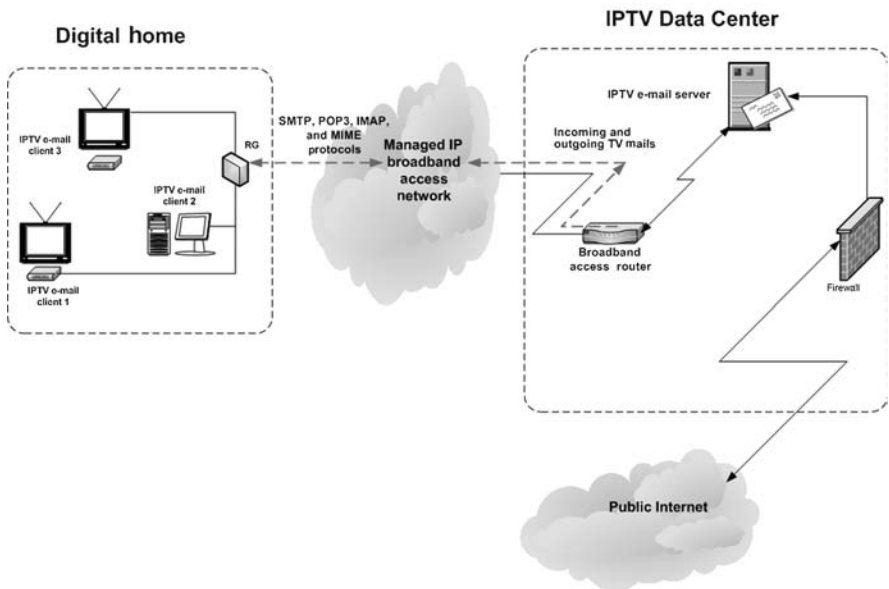 Digital home
IPTV Data Center
IPTV e-mail
client 3
RG
IPTV e-mail
client 2
IPTV e-mail
client 1
SMTP, POP3, IMAP,
and MIME
protocols
Managed IP
broadband
access
network
Incoming and
outgoing TV mails
IPTV e-mail server
Broadband
access router
Firewall
Public Internet